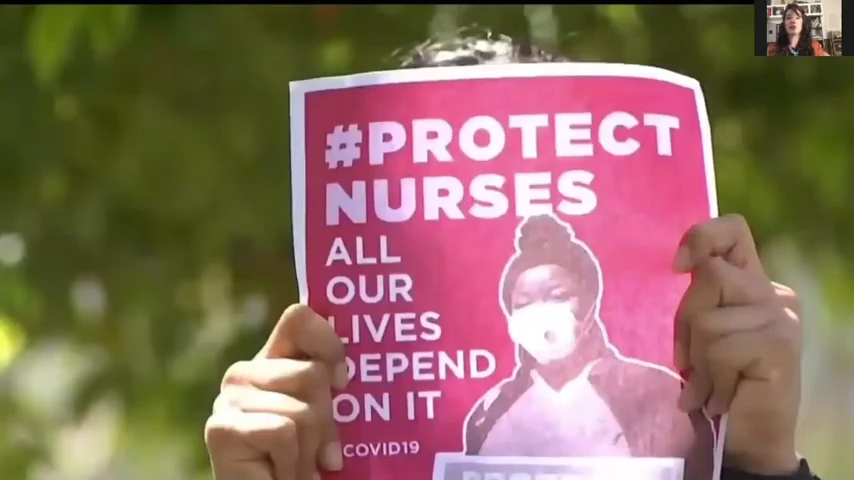 #PROTECT
NURSES
ALL
OUR
LIVES
DEPEND
ON IT
COVID19